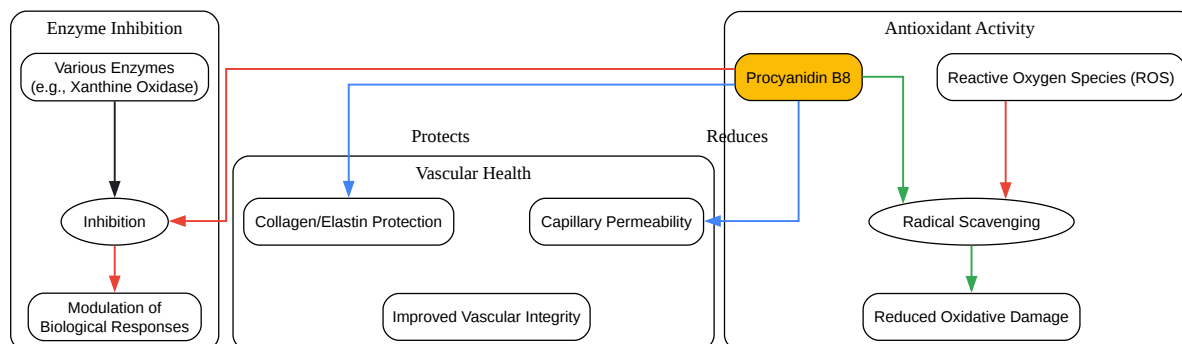 Enzyme Inhibition
Antioxidant Activity
Various Enzymes
(e.g., Xanthine Oxidase)
Procyanidin B8
Reactive Oxygen Species (ROS)
Protects
Reduces
Vascular Health
Inhibition
Collagen/Elastin Protection
Capillary Permeability
Radical Scavenging
Modulation of
Biological Responses
Improved Vascular Integrity
Reduced Oxidative Damage